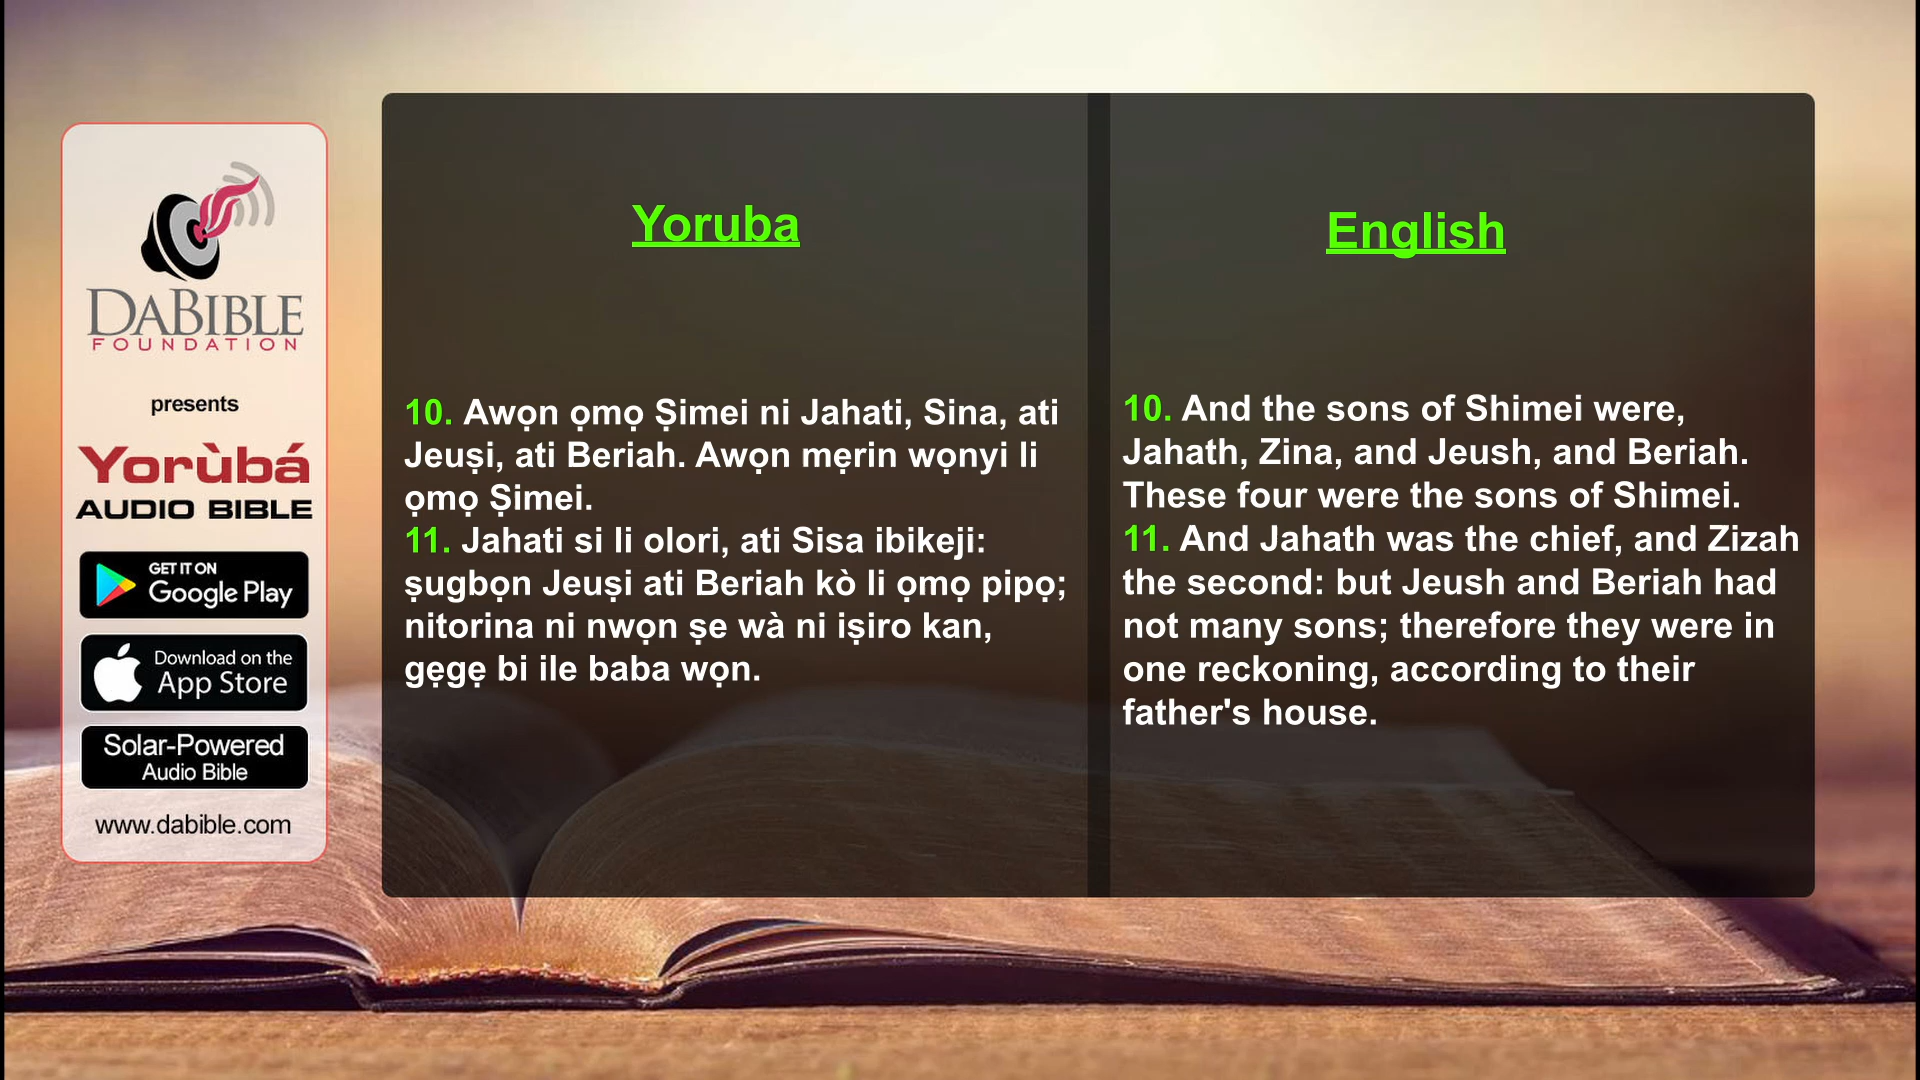 DABIBLE
FOUNDATION
presents
Yorùbá
AUDIO BIBLE
GET IT ON
Google Play
Download on the
App Store
Solar-Powered
Audio Bible
www.dabible.com
Yoruba
10. Awọn ọmọ Ṣimei ni Jahati, Sina, ati
Jeuṣi, ati Beriah. Awọn mẹrin wọnyi li
ọmọ Ṣimei.
11. Jahati si li olori, ati Sisa ibikeji:
ṣugbọn Jeuṣi ati Beriah kò li ọmọ pipọ;
nitorina ni nwọn ṣe wà ni iṣiro kan,
gẹgẹ bi ile baba wọn.
English
10. And the sons of Shimei were,
Jahath, Zina, and Jeush, and Beriah.
These four were the sons of Shimei.
11. And Jahath was the chief, and Zizah
the second: but Jeush and Beriah had
not many sons; therefore they were in
one reckoning, according to their
father's house.